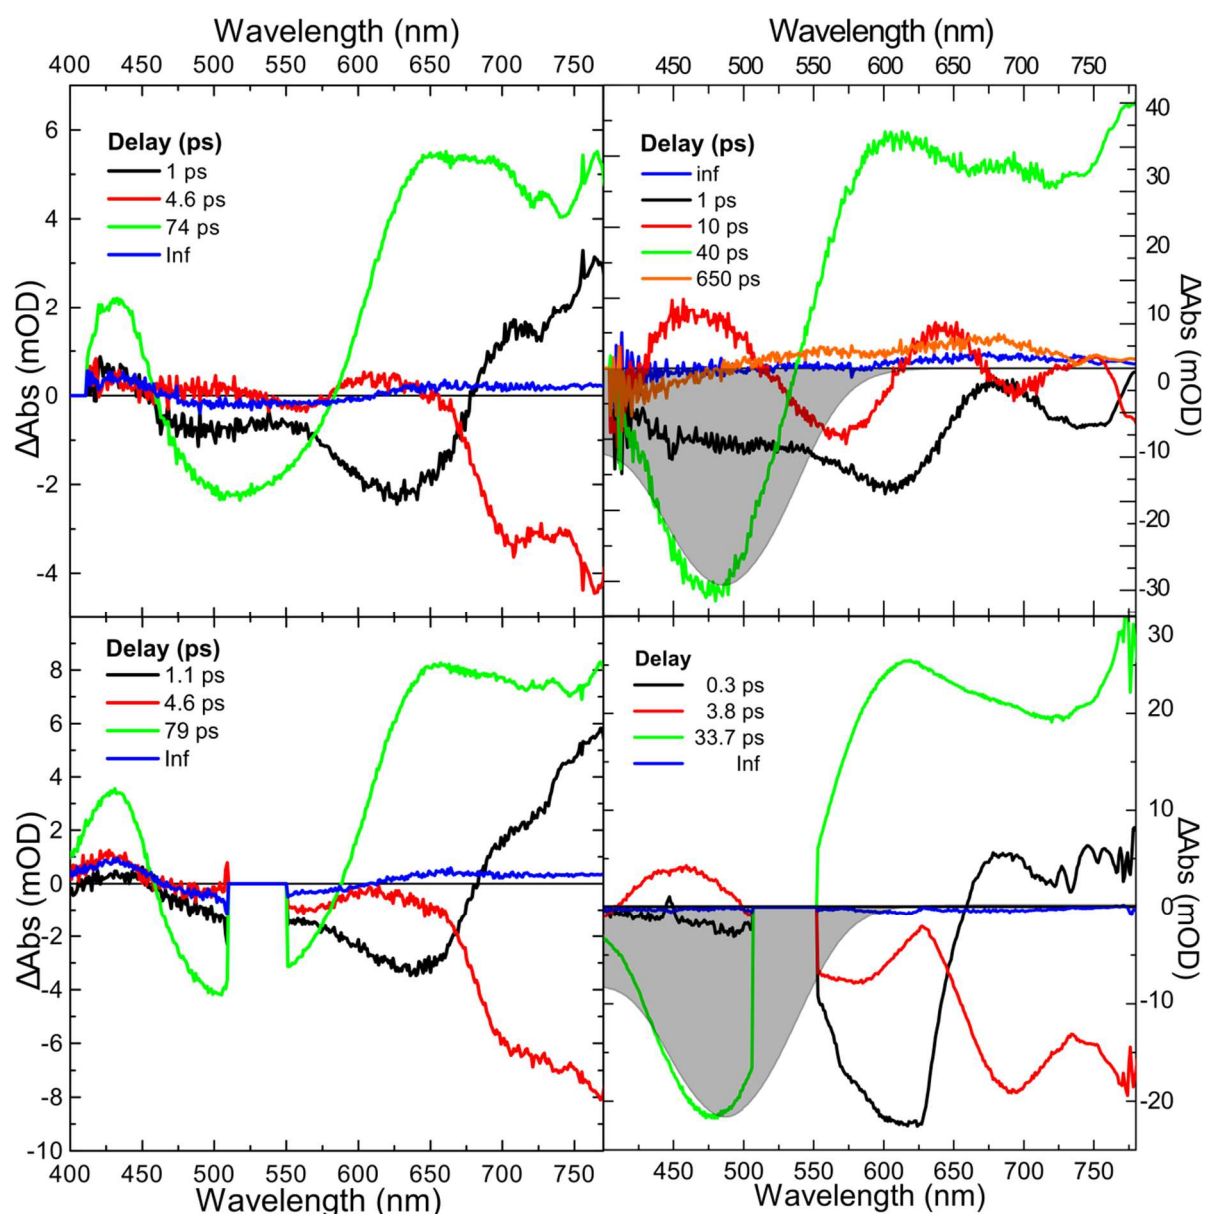 Wavelength (nm)
400 450 500 550 600 650 700 750
ΔAbs (mOD)
6
4
2
0
-2
-4
Delay (ps)
1 ps
4.6 ps
74 ps
Inf
Wavelength (nm)
450 500 550 600 650 700 750
Delay (ps)
inf
1 ps
10 ps
40 ps
650 ps
40
30
20
10
0
-10
-20
-30
ΔAbs (mOD)
ΔAbs (mOD)
8
6
4
2
0
-2
-4
-6
-8
-10
Delay (ps)
1.1 ps
4.6 ps
79 ps
Inf
400 450 500 550 600 650 700 750
Wavelength (nm)
Delay
0.3 ps
3.8 ps
33.7 ps
Inf
30
20
10
0
-10
-20
ΔAbs (mOD)
450 500 550 600 650 700 750
Wavelength (nm)